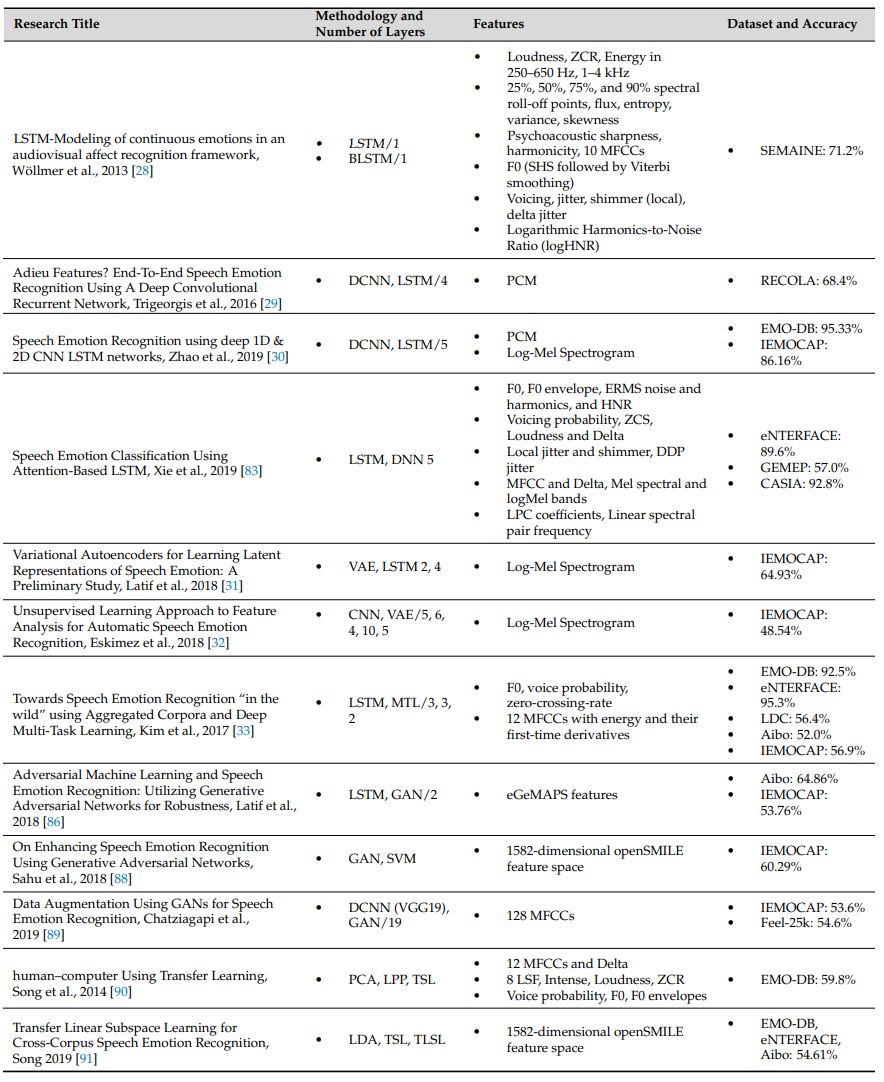 Research Title
Methodology and
Number of Layers
Features
Dataset and Accuracy
LSTM-Modeling of continuous emotions in an
audiovisual affect recognition framework,
Wöllmer et al., 2013 [28]
• LSTM/1
• BLSTM/1
• Loudness, ZCR, Energy in
250–650 Hz, 1–4 kHz
• 25%, 50%, 75%, and 90% spectral
roll-off points, flux, entropy,
variance, skewness
• Psychoacoustic sharpness,
harmonicity, 10 MFCCs
• F0 (SHS followed by Viterbi
smoothing)
• Voicing, jitter, shimmer (local),
delta jitter
• Logarithmic Harmonics-to-Noise
Ratio (logHNR)
• SEMAINE: 71.2%
Adieu Features? End-To-End Speech Emotion
Recognition Using A Deep Convolutional
Recurrent Network, Trigeorgis et al., 2016 [29]
• DCNN, LSTM/4
• PCM
• RECOLA: 68.4%
Speech Emotion Recognition using deep 1D &
2D CNN LSTM networks, Zhao et al., 2019 [30]
• DCNN, LSTM/5
• PCM
• Log-Mel Spectrogram
• EMO-DB: 95.33%
• IEMOCAP:
86.16%
Speech Emotion Classification Using
Attention-Based LSTM, Xie et al., 2019 [83]
• LSTM, DNN 5
• F0, F0 envelope, ERMS noise and
harmonics, and HNR
• Voicing probability, ZCS,
Loudness and Delta
• Local jitter and shimmer, DDP
jitter
• MFCC and Delta, Mel spectral and
logMel bands
• LPC coefficients, Linear spectral
pair frequency
• eNTERFACE:
89.6%
• GEMEP: 57.0%
• CASIA: 92.8%
Variational Autoencoders for Learning Latent
Representations of Speech Emotion: A
Preliminary Study, Latif et al., 2018 [31]
• VAE, LSTM 2, 4
• Log-Mel Spectrogram
• IEMOCAP:
64.93%
Unsupervised Learning Approach to Feature
Analysis for Automatic Speech Emotion
Recognition, Eskimez et al., 2018 [32]
• CNN, VAE/5, 6,
4, 10, 5
• Log-Mel Spectrogram
• IEMOCAP:
48.54%
Towards Speech Emotion Recognition “in the
wild” using Aggregated Corpora and Deep
Multi-Task Learning, Kim et al., 2017 [33]
• LSTM, MTL/3, 3,
2
• F0, voice probability,
zero-crossing-rate
• 12 MFCCs with energy and their
first-time derivatives
• EMO-DB: 92.5%
• eNTERFACE:
95.3%
• LDC: 56.4%
• Aibo: 52.0%
• IEMOCAP: 56.9%
Adversarial Machine Learning and Speech
Emotion Recognition: Utilizing Generative
Adversarial Networks for Robustness, Latif et al.,
2018 [86]
• LSTM, GAN/2
• eGeMAPS features
• Aibo: 64.86%
• IEMOCAP:
53.76%
On Enhancing Speech Emotion Recognition
Using Generative Adversarial Networks,
Sahu et al., 2018 [88]
• GAN, SVM
• 1582-dimensional openSMILE
feature space
• IEMOCAP:
60.29%
Data Augmentation Using GANs for Speech
Emotion Recognition, Chatziagapi et al.,
2019 [89]
• DCNN (VGG19),
GAN/19
• 128 MFCCs
• IEMOCAP: 53.6%
• Feel-25k: 54.6%
human–computer Using Transfer Learning,
Song et al., 2014 [90]
• PCA, LPP, TSL
• 12 MFCCs and Delta
• 8 LSF, Intense, Loudness, ZCR
• Voice probability, F0, F0 envelopes
• EMO-DB: 59.8%
Transfer Linear Subspace Learning for
Cross-Corpus Speech Emotion Recognition,
Song 2019 [91]
• LDA, TSL, TLSL
• 1582-dimensional openSMILE
feature space
• EMO-DB,
eNTERFACE,
Aibo: 54.61%